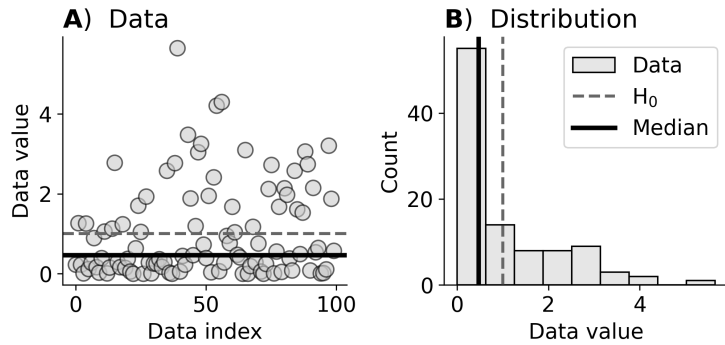 A) Data
Data value
4
2
0
0
50
100
Data index
B) Distribution
Data
H₀
Median
Count
40
20
0
0
2
4
Data value